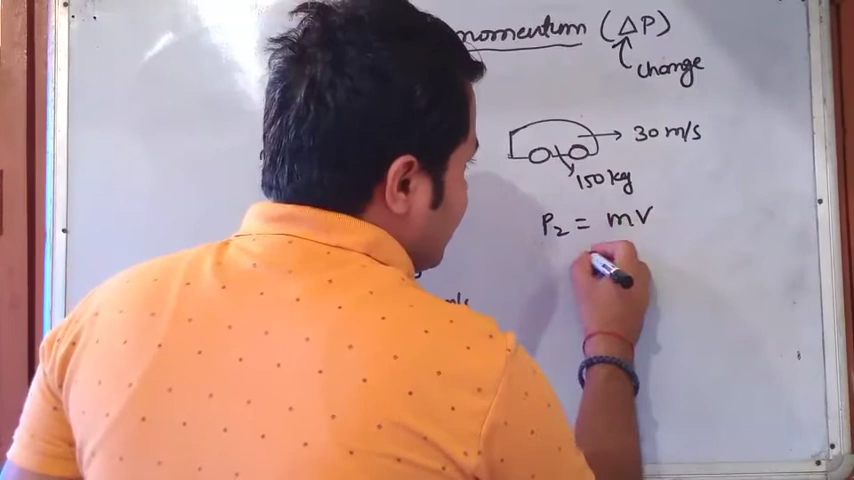 momentum (ΔP)
change
30 m/s
150 kg
P₂ = mv
m/s